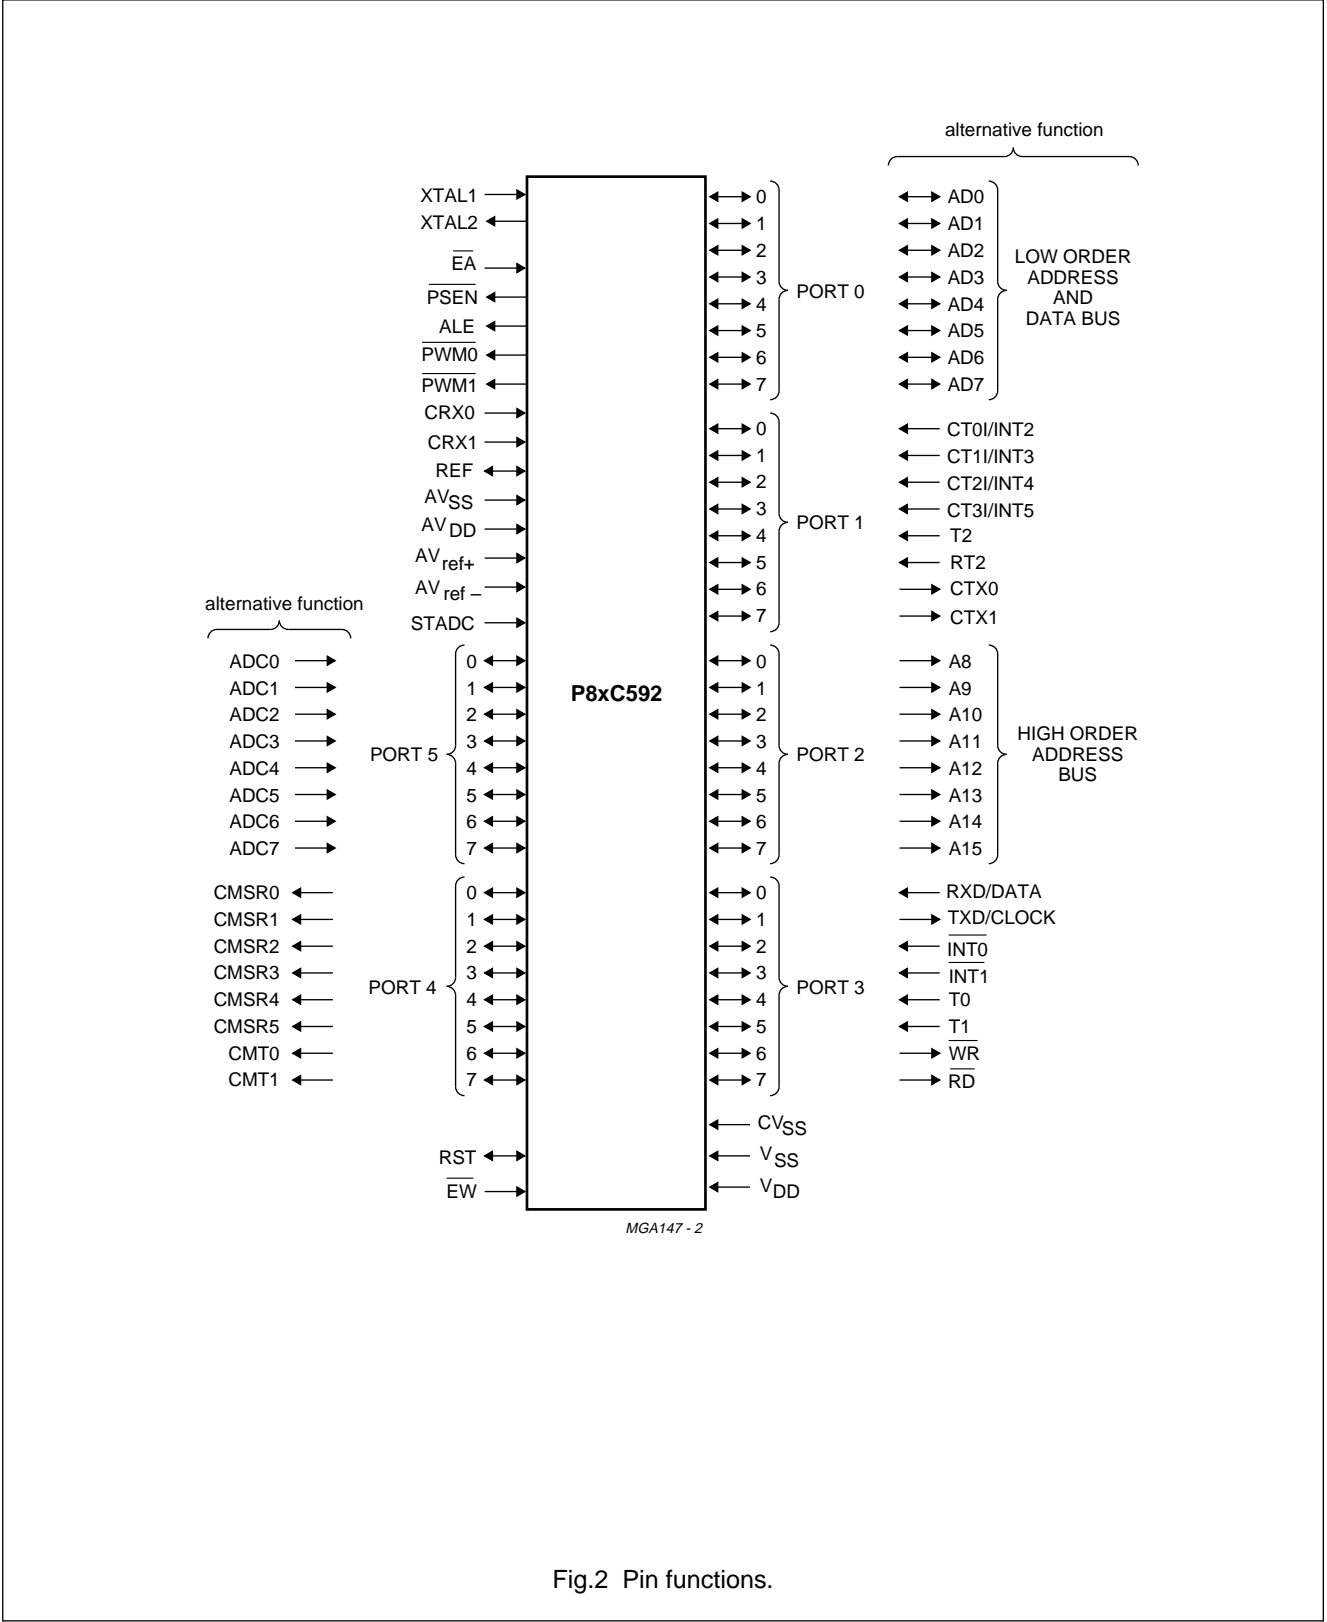 alternative function
XTAL1
XTAL2
EA
PSEN
ALE
PWM0
PWM1
CRX0
CRX1
REF
AVSS
AVDD
AVref+
AVref –
STADC
alternative function
ADC0
ADC1
ADC2
ADC3
ADC4
ADC5
ADC6
ADC7
PORT 5
0
1
2
3
4
5
6
7
CMSR0
CMSR1
CMSR2
CMSR3
CMSR4
CMSR5
CMT0
CMT1
PORT 4
0
1
2
3
4
5
6
7
RST
EW
P8xC592
0
1
2
3
4
5
6
7
PORT 0
AD0
AD1
AD2
AD3
AD4
AD5
AD6
AD7
LOW ORDER
ADDRESS
AND
DATA BUS
0
1
2
3
4
5
6
7
PORT 1
CT0I/INT2
CT1I/INT3
CT2I/INT4
CT3I/INT5
T2
RT2
CTX0
CTX1
0
1
2
3
4
5
6
7
PORT 2
A8
A9
A10
A11
A12
A13
A14
A15
HIGH ORDER
ADDRESS
BUS
0
1
2
3
4
5
6
7
PORT 3
RXD/DATA
TXD/CLOCK
INT0
INT1
T0
T1
WR
RD
CVSS
VSS
VDD
MGA147 - 2
Fig.2 Pin functions.